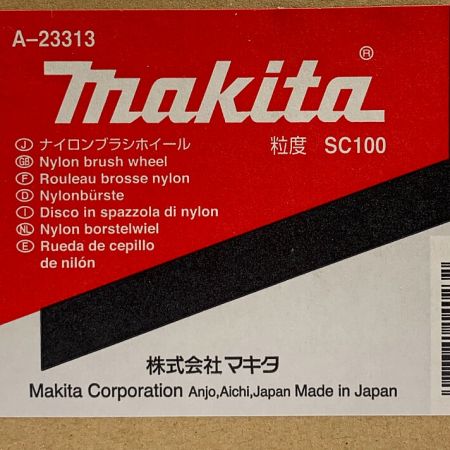 A-23313
makita®
Ⓙ ナイロンブラシホイール 粒度 SC100
GB Nylon brush wheel
Ⓕ Rouleau brosse nylon
Ⓓ Nylonbürste
Ⓘ Disco in spazzola di nylon
NL Nylon borstelwiel
Ⓔ Rueda de cepillo
de nilón
株式会社 マキタ
Makita Corporation Anjo,Aichi,Japan Made in Japan